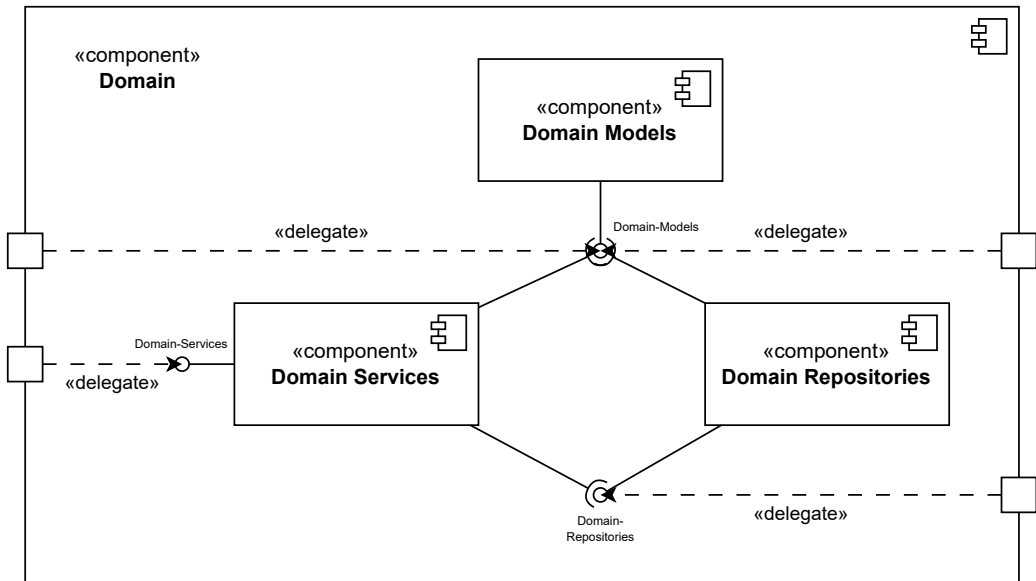 «component»
Domain
«component»
Domain Models
Domain-Models
«delegate»
«delegate»
Domain-Services
«delegate»
«component»
Domain Services
«component»
Domain Repositories
Domain-
Repositories
«delegate»